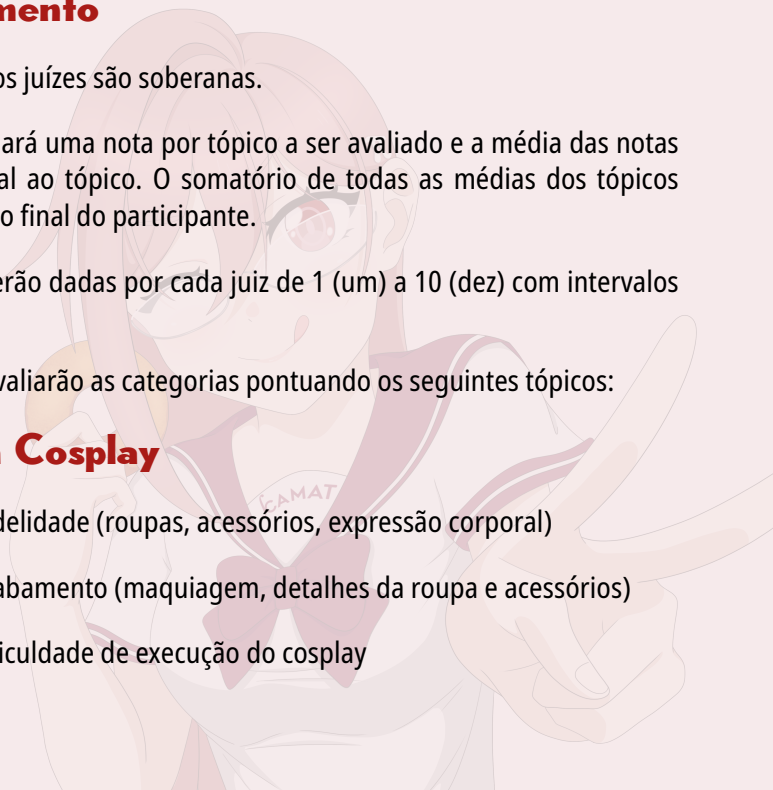 mento
os juízes são soberanas.
ará uma nota por tópico a ser avaliado e a média das notas
al ao tópico. O somatório de todas as médias dos tópicos
o final do participante.
erão dadas por cada juiz de 1 (um) a 10 (dez) com intervalos
valiarão as categorias pontuando os seguintes tópicos:
Cosplay
delidade (roupas, acessórios, expressão corporal)
abamento (maquiagem, detalhes da roupa e acessórios)
iculdade de execução do cosplay